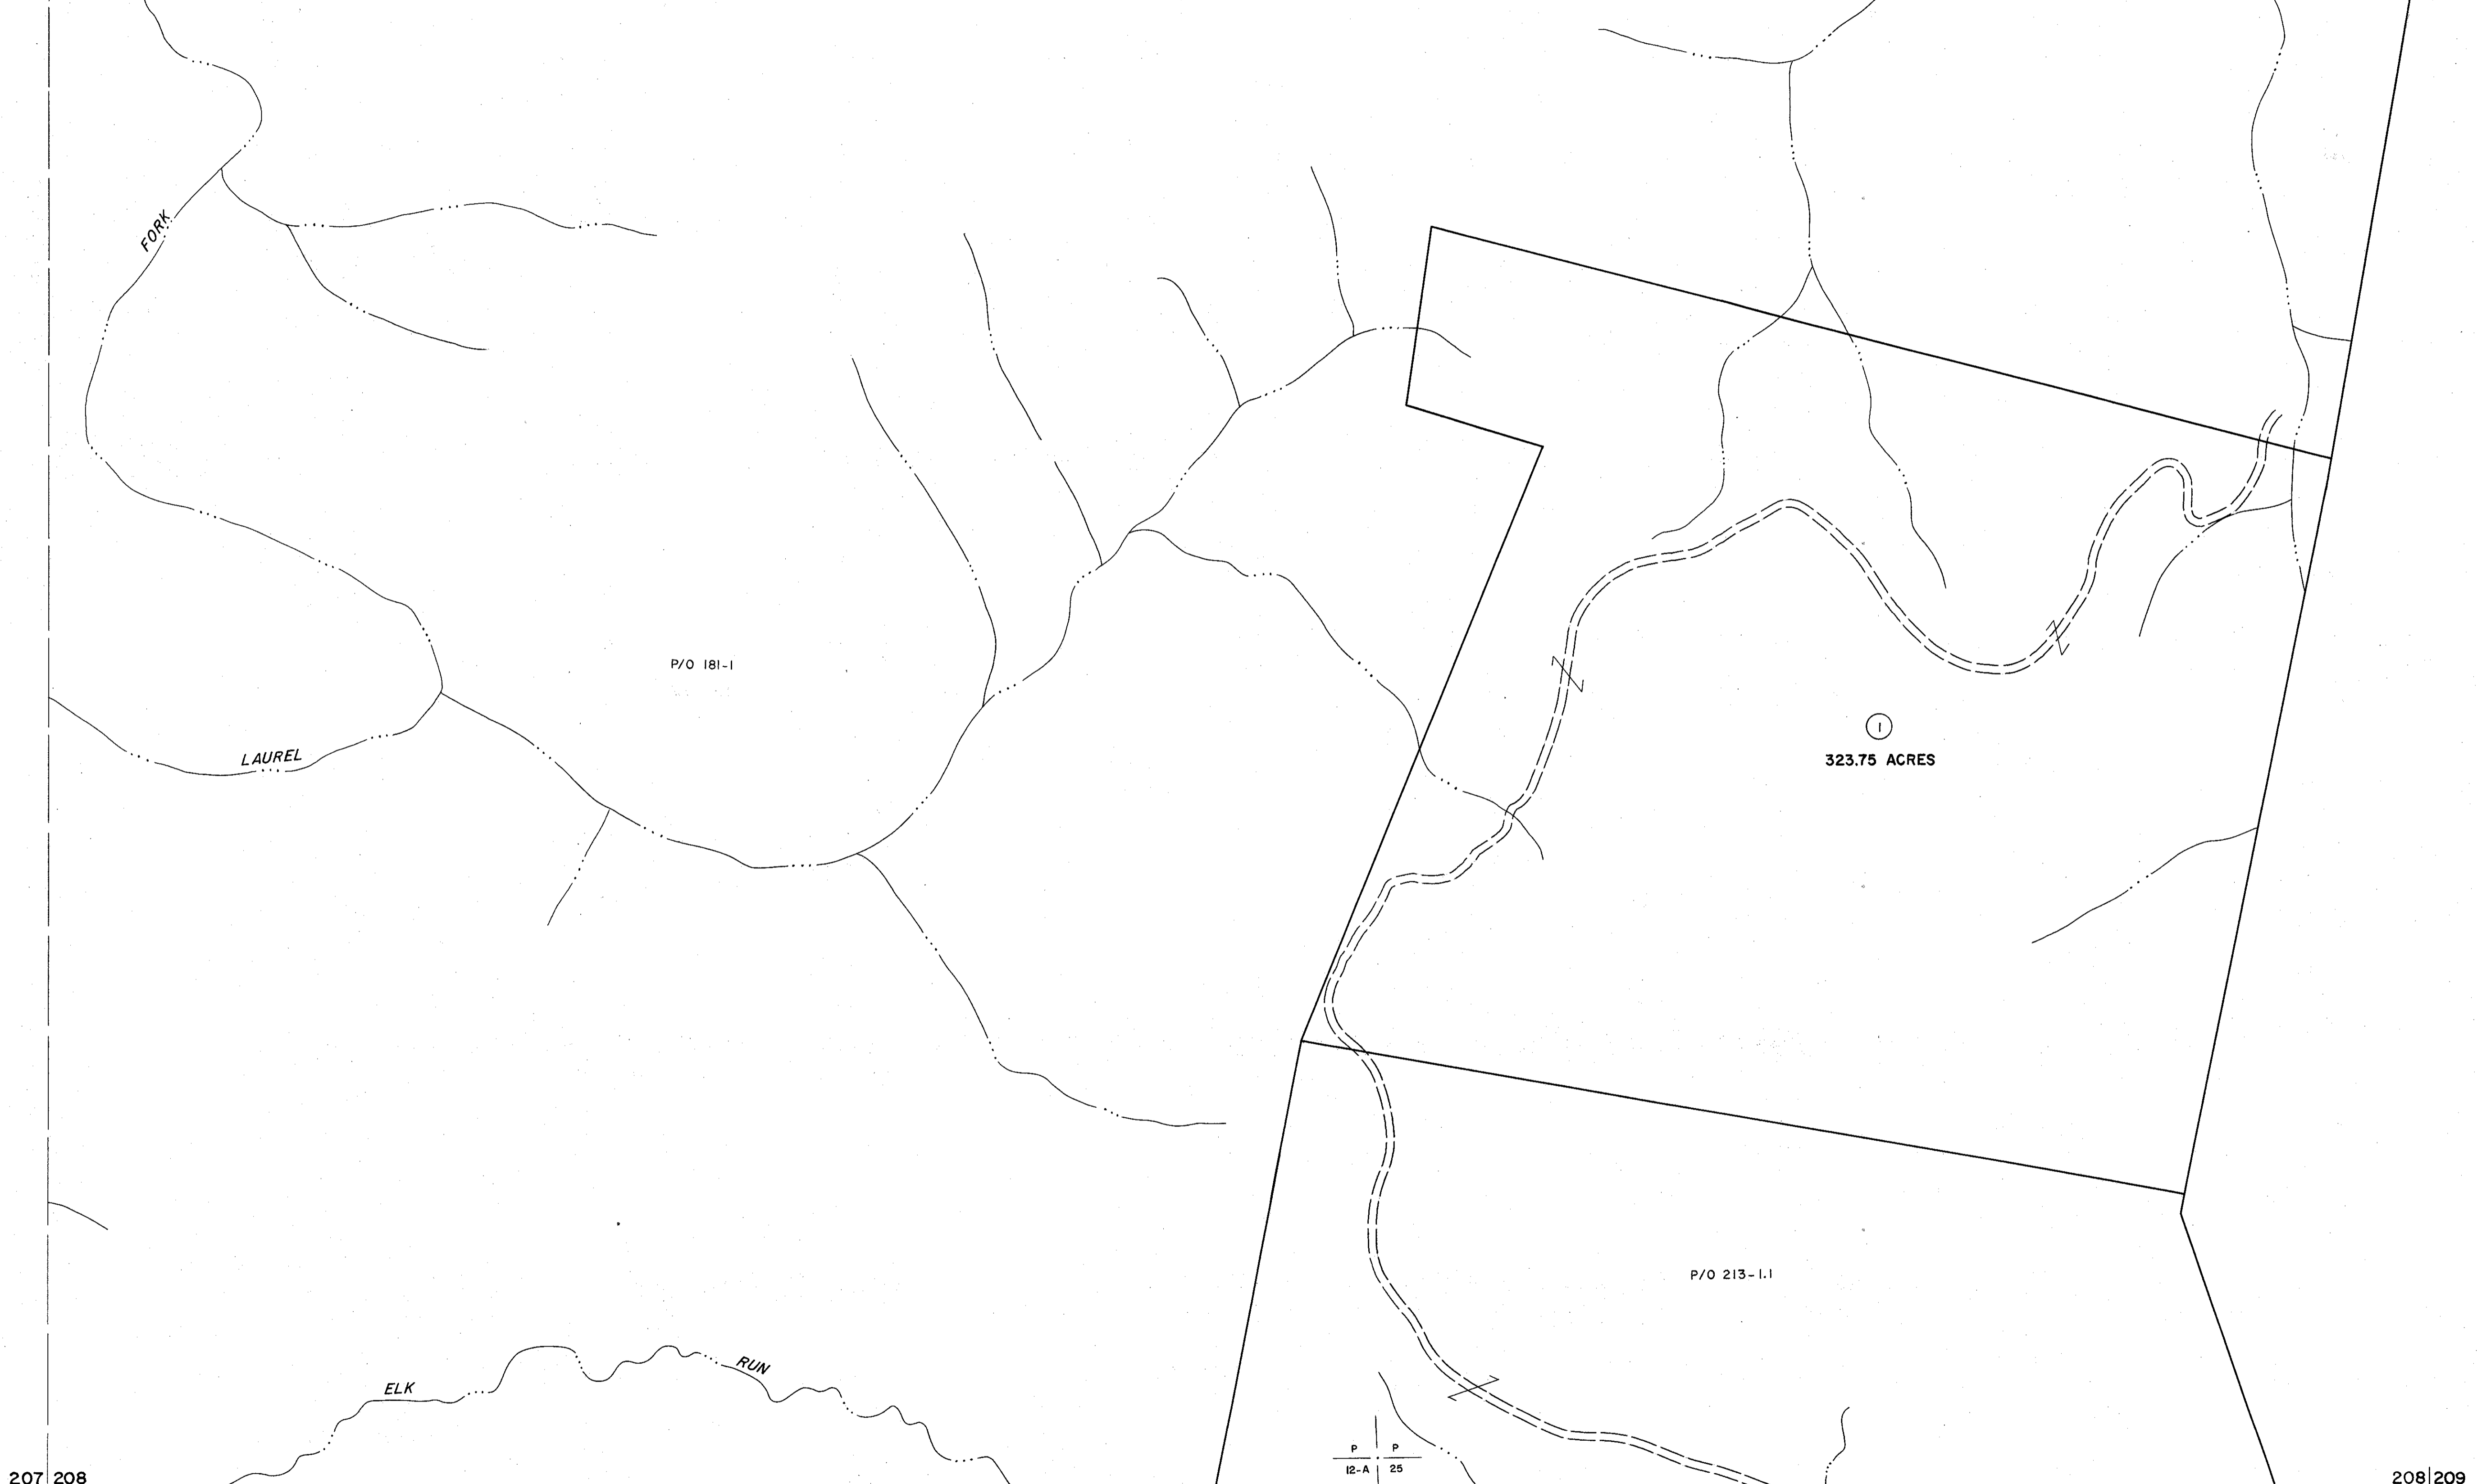 FORK
P/O 181-1
LAUREL
1
323.75 ACRES
P/O 213-1.1
RUN
ELK
P P
12-A 25
207 208
208 209